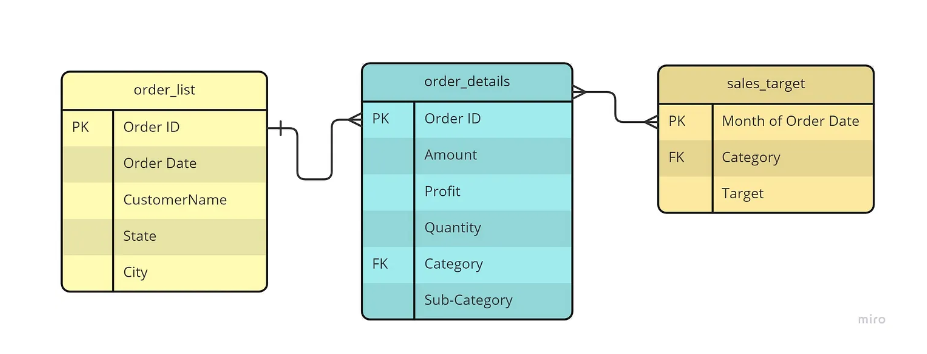 order_list
PK Order ID
Order Date
CustomerName
State
City
order_details
PK Order ID
Amount
Profit
Quantity
FK Category
Sub-Category
sales_target
PK Month of Order Date
FK Category
Target
miro